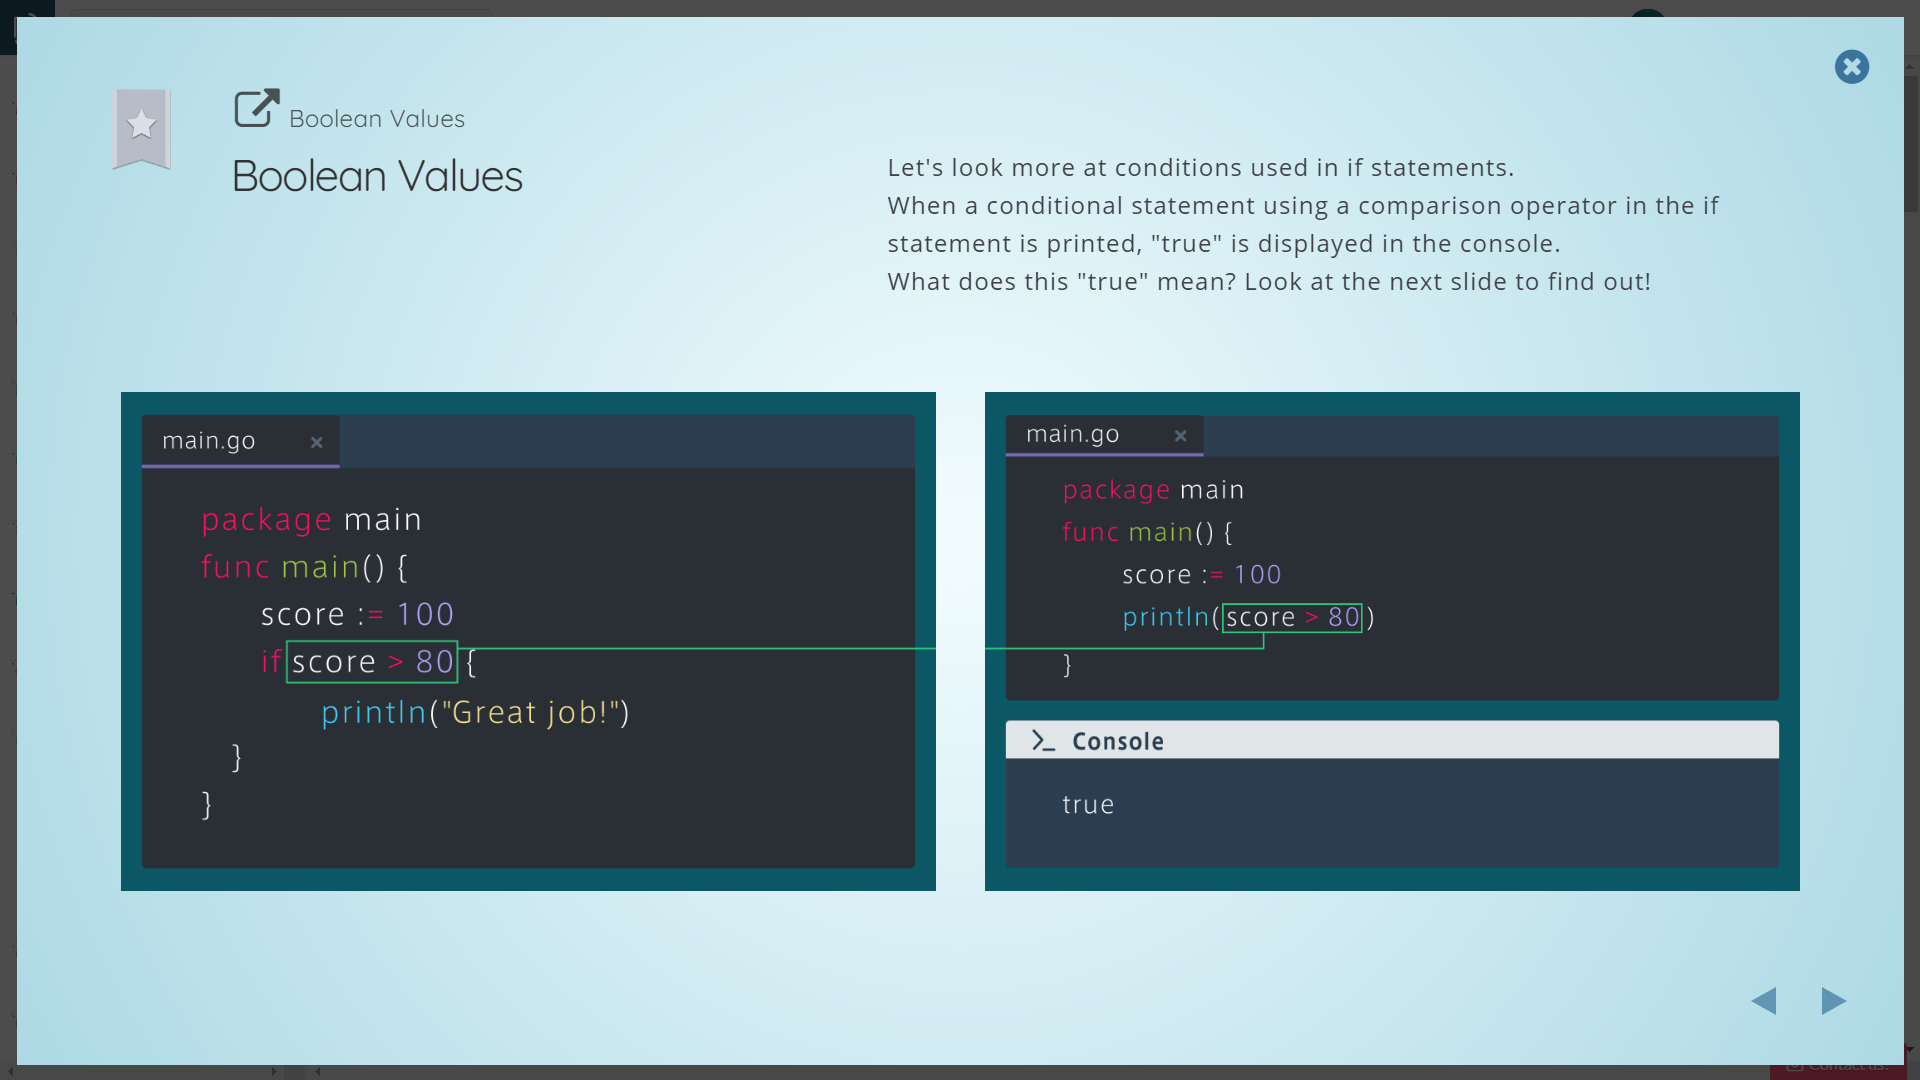 Boolean Values
Boolean Values
Let's look more at conditions used in if statements.
When a conditional statement using a comparison operator in the if
statement is printed, "true" is displayed in the console.
What does this "true" mean? Look at the next slide to find out!
main.go
package main
func main() {
score := 100
if score > 80 {
println("Great job!")
}
}
main.go
package main
func main() {
score := 100
println(score > 80)
}
Console
true
Contact us!